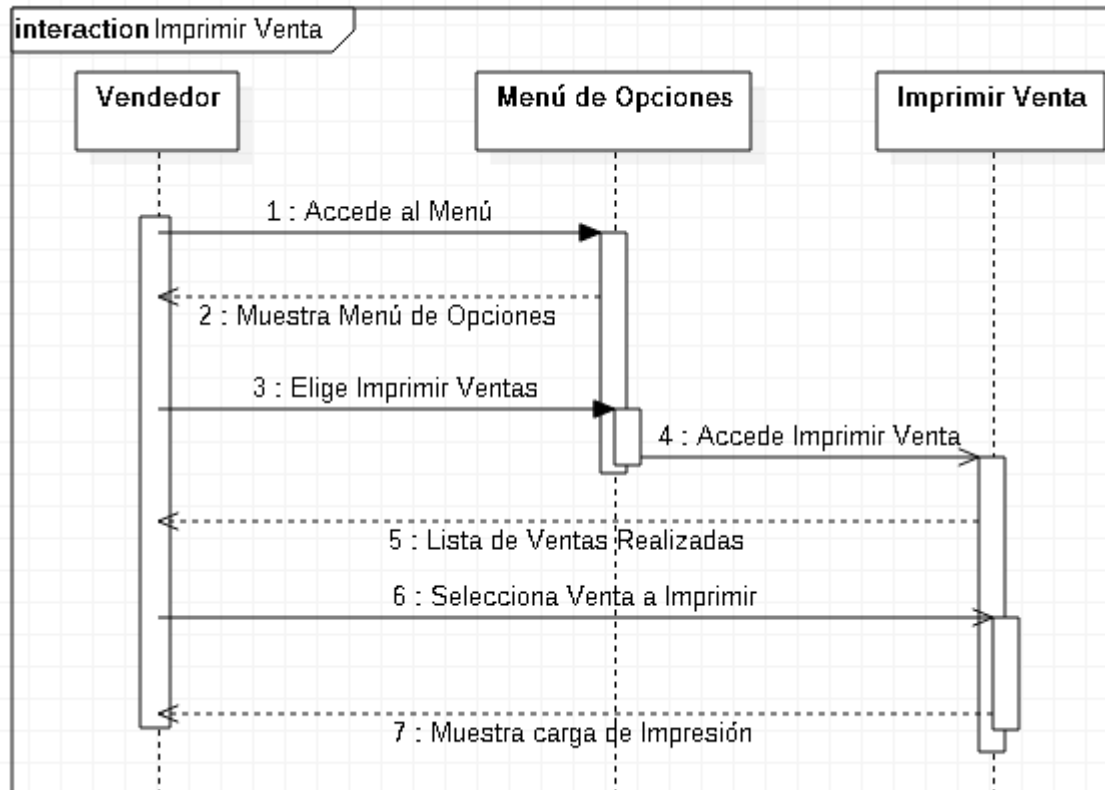 interaction Imprimir Venta
Vendedor
Menú de Opciones
Imprimir Venta
1 : Accede al Menú
2 : Muestra Menú de Opciones
3 : Elige Imprimir Ventas
4 : Accede Imprimir Venta
5 : Lista de Ventas Realizadas
6 : Selecciona Venta a Imprimir
7 : Muestra carga de Impresión